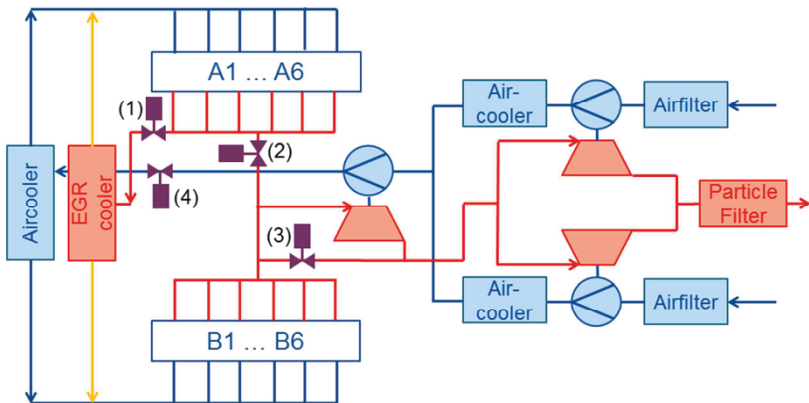 A1 ... A6
(1)
(2)
(4)
(3)
Aircooler
EGR
cooler
B1 ... B6
Air-
cooler
Airfilter
Particle
Filter
Air-
cooler
Airfilter